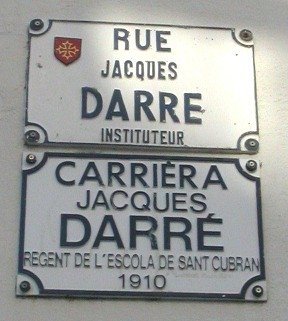 RUE
JACQUES
DARRE
INSTITUTEUR
CARRIÈRA
JACQUES
DARRÉ
REGENT DE L'ESCOLA DE SANT CUBRAN
1910